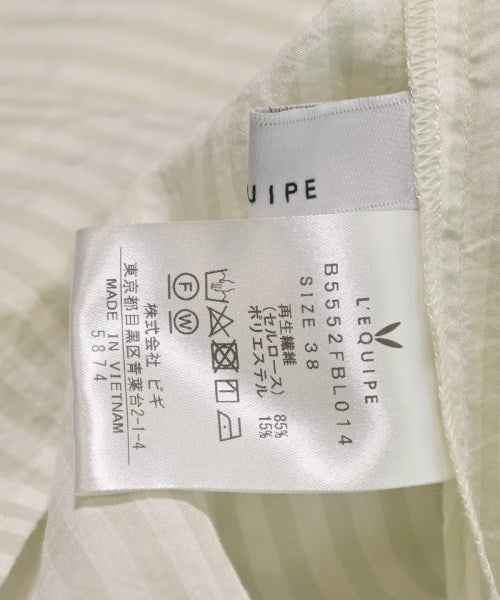 UIPE
L'EQUIPE
B5552FBL014
SIZE 38
再生繊維
(セルロース) 85%
ポリエステル 15%
F W
株式会社 ビギ
東京都目黒区青葉台2-1-4
MADE IN VIETNAM
5874